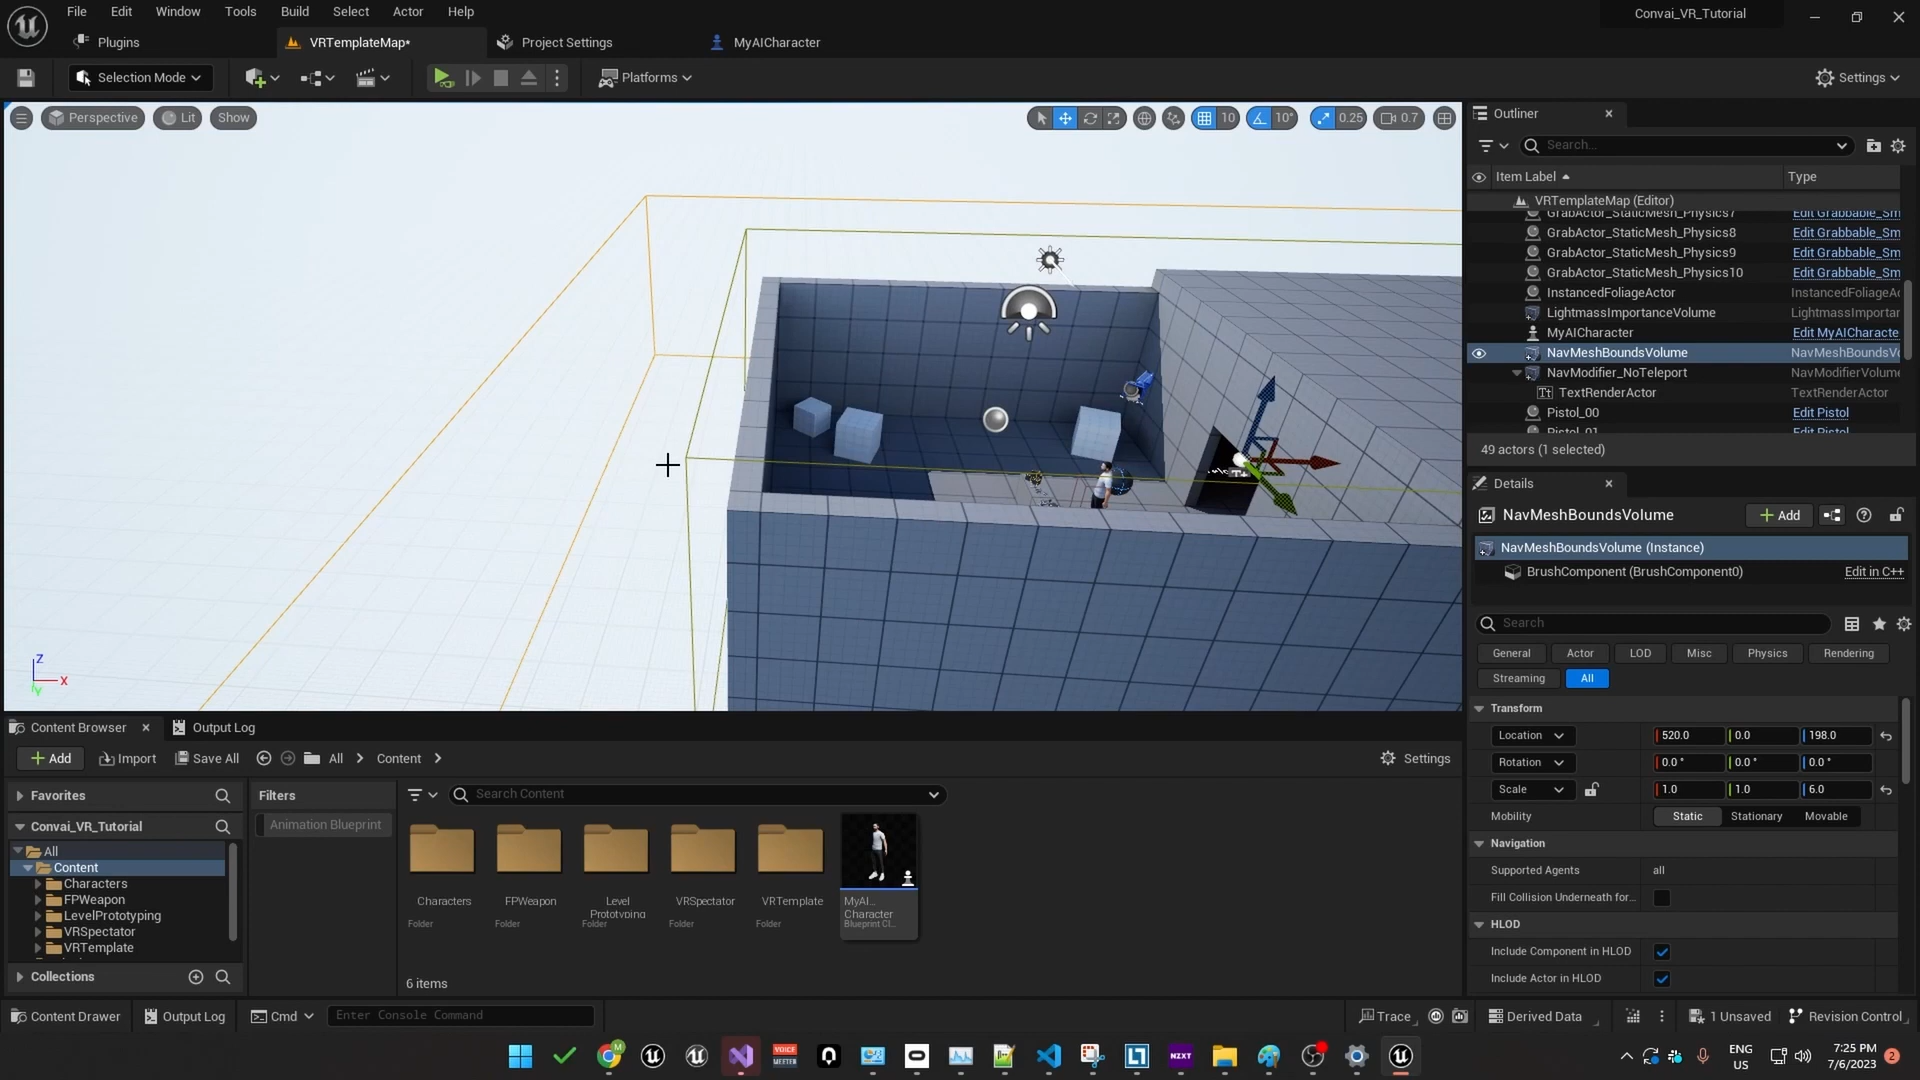 File Edit Window Tools Build Select Actor Help
Convai_VR_Tutorial
Plugins
VRTemplateMap*
Project Settings
MyAICharacter
Selection Mode
Platforms
Settings
Perspective
Lit
Show
10
10°
0.25
0.7
Outliner
Search...
Item Label
Type
VRTemplateMap (Editor)
GrabActor_StaticMesh_Physics7 Edit Grabbable_Sm
GrabActor_StaticMesh_Physics8 Edit Grabbable_Sm
GrabActor_StaticMesh_Physics9 Edit Grabbable_Sm
GrabActor_StaticMesh_Physics10 Edit Grabbable_Sm
InstancedFoliageActor InstancedFoliageAc
LightmassImportanceVolume LightmassImportan
MyAICharacter Edit MyAICharacte
NavMeshBoundsVolume NavMeshBoundsVo
NavModifier_NoTeleport NavModifierVolume
TextRenderActor TextRenderActor
Pistol_00 Edit Pistol
Pistol_01 Edit Pistol
49 actors (1 selected)
Details
NavMeshBoundsVolume
+ Add
NavMeshBoundsVolume (Instance)
BrushComponent (BrushComponent0) Edit in C++
Search
General Actor LOD Misc Physics Rendering
Streaming All
Transform
Location 520.0 0.0 198.0
Rotation 0.0 ° 0.0 ° 0.0 °
Scale 1.0 1.0 6.0
Mobility Static Stationary Movable
Navigation
Supported Agents all
Fill Collision Underneath for...
HLOD
Include Component in HLOD
Include Actor in HLOD
Z
X
Y
Content Browser
Output Log
+ Add
Import
Save All
All
Content
Settings
Favorites
Convai_VR_Tutorial
All
Content
Characters
FPWeapon
LevelPrototyping
VRSpectator
VRTemplate
Collections
Filters
Animation Blueprint
Search Content
Characters
Folder
FPWeapon
Folder
Level
Prototyping
Folder
VRSpectator
Folder
VRTemplate
Folder
MyAI...
Character
Blueprint Cl...
6 items
Content Drawer
Output Log
Cmd
Enter Console Command
Trace
Derived Data
1 Unsaved
Revision Control
M
VOICE
MEETER
NZXT
ENG
US
7:25 PM
7/6/2023
2